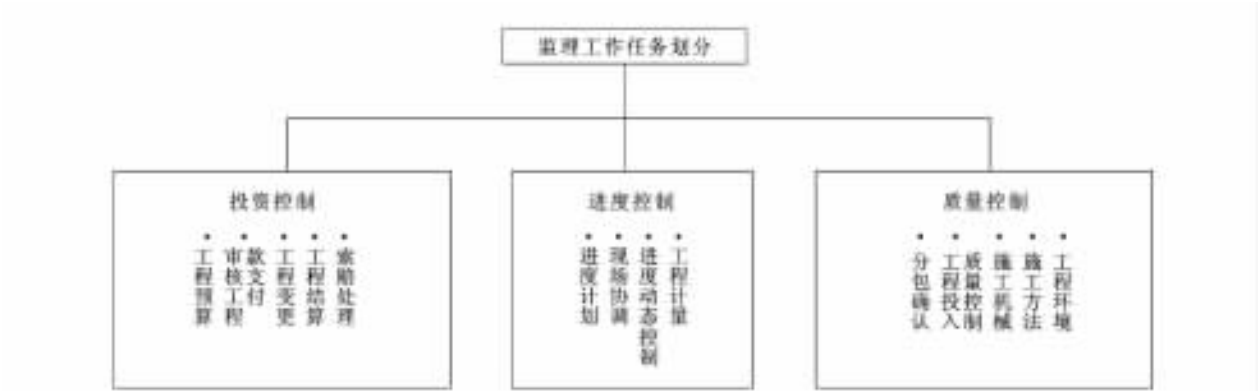 监理工作任务划分
投资控制
• 工程预算
• 审核工程
款支付
• 工程变更
• 工程结算
• 索赔处理
进度控制
• 进度计划
• 现场协调
• 进度动态控制
• 工程计量
质量控制
• 分包确认
• 工程投入
质量控制
• 施工机械
• 施工方法
• 工程环境